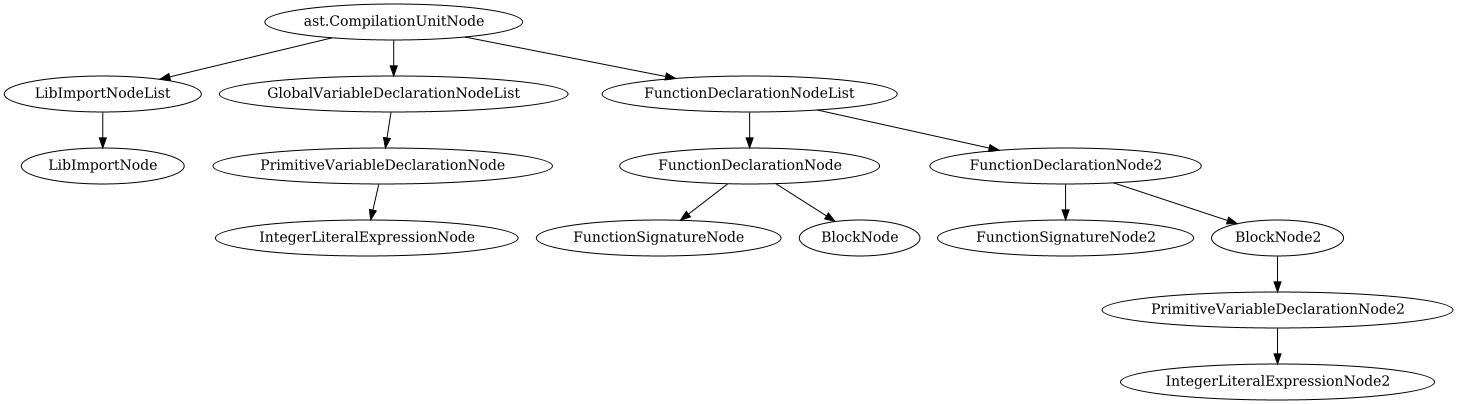 ast.CompilationUnitNode
LibImportNodeList
GlobalVariableDeclarationNodeList
FunctionDeclarationNodeList
LibImportNode
PrimitiveVariableDeclarationNode
FunctionDeclarationNode
FunctionDeclarationNode2
IntegerLiteralExpressionNode
FunctionSignatureNode
BlockNode
FunctionSignatureNode2
BlockNode2
PrimitiveVariableDeclarationNode2
IntegerLiteralExpressionNode2